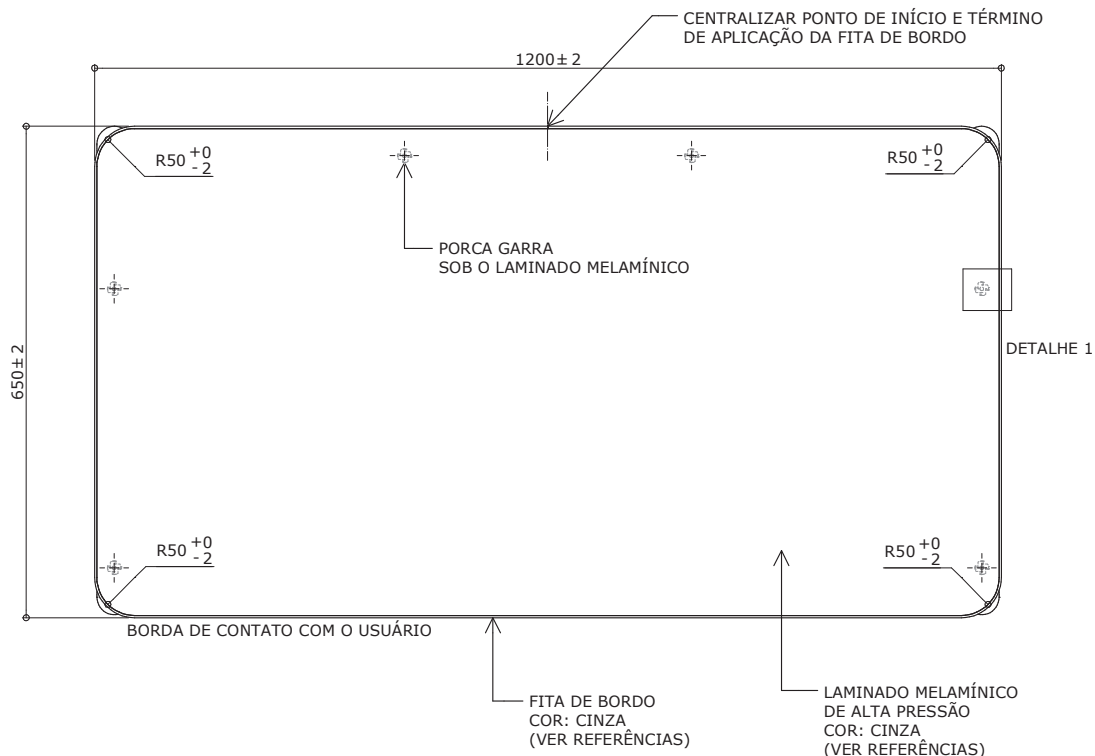 CENTRALIZAR PONTO DE INÍCIO E TÉRMINO
DE APLICAÇÃO DA FITA DE BORDO
1200±2
R50 +0 -2
R50 +0 -2
PORCA GARRA
SOB O LAMINADO MELAMÍNICO
650±2
DETALHE 1
R50 +0 -2
R50 +0 -2
BORDA DE CONTATO COM O USUÁRIO
FITA DE BORDO
COR: CINZA
(VER REFERÊNCIAS)
LAMINADO MELAMÍNICO
DE ALTA PRESSÃO
COR: CINZA
(VER REFERÊNCIAS)